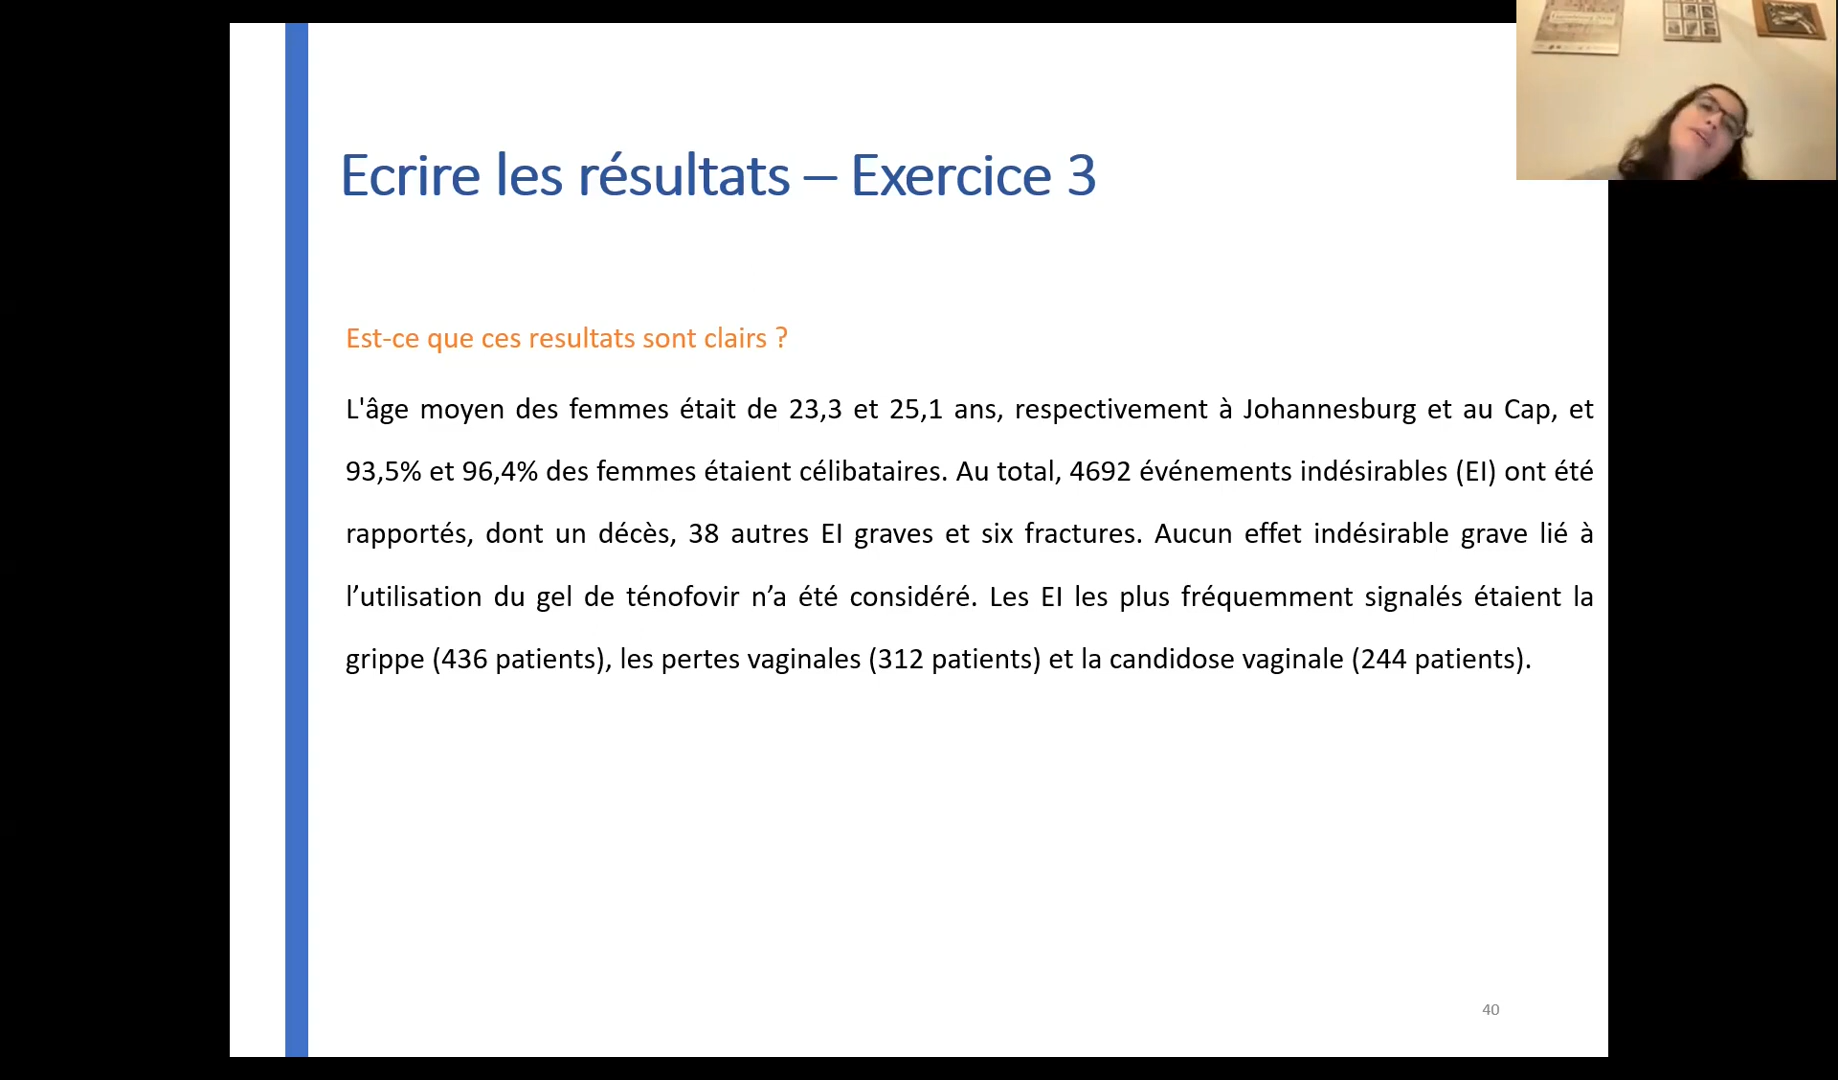 Ecrire les résultats – Exercice 3
Est-ce que ces resultats sont clairs ?
L'âge moyen des femmes était de 23,3 et 25,1 ans, respectivement à Johannesburg et au Cap, et
93,5% et 96,4% des femmes étaient célibataires. Au total, 4692 événements indésirables (EI) ont été
rapportés, dont un décès, 38 autres EI graves et six fractures. Aucun effet indésirable grave lié à
l’utilisation du gel de ténofovir n’a été considéré. Les EI les plus fréquemment signalés étaient la
grippe (436 patients), les pertes vaginales (312 patients) et la candidose vaginale (244 patients).
40